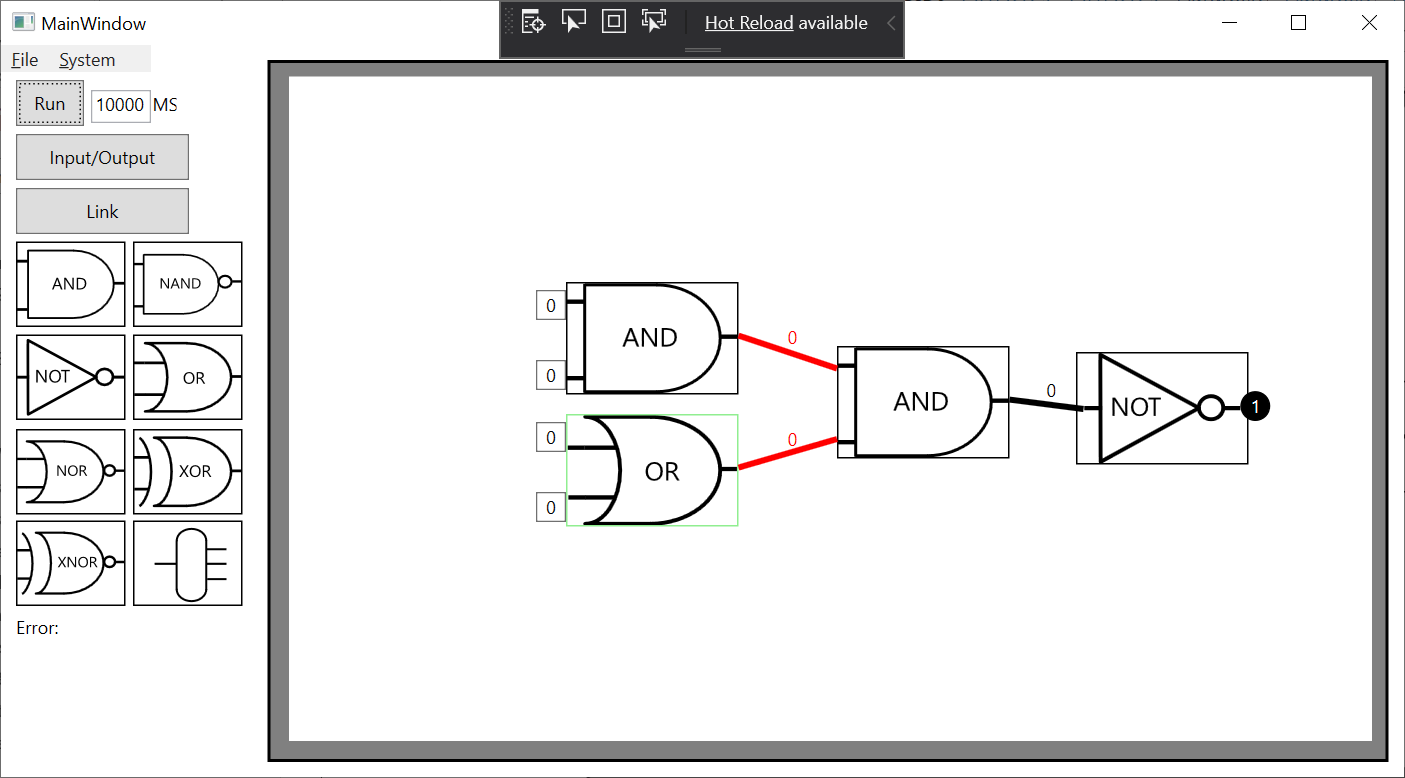 MainWindow
Hot Reload available
File System
Run 10000 MS
Input/Output
Link
AND NAND
NOT OR
NOR XOR
XNOR
Error:
0
AND
0
0
0
OR
0
0
AND
0
NOT
1